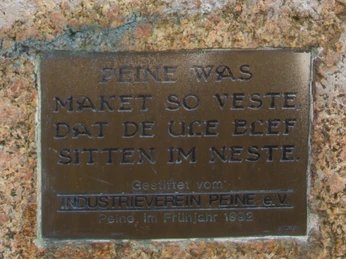 PEINE WAS
MAKET SO VESTE
DAT DE ULE BLEF
SITTEN IM NESTE.
Gestiftet vom
INDUSTRIEVEREIN PEINE e.V.
Peine, im Frühjahr 1992